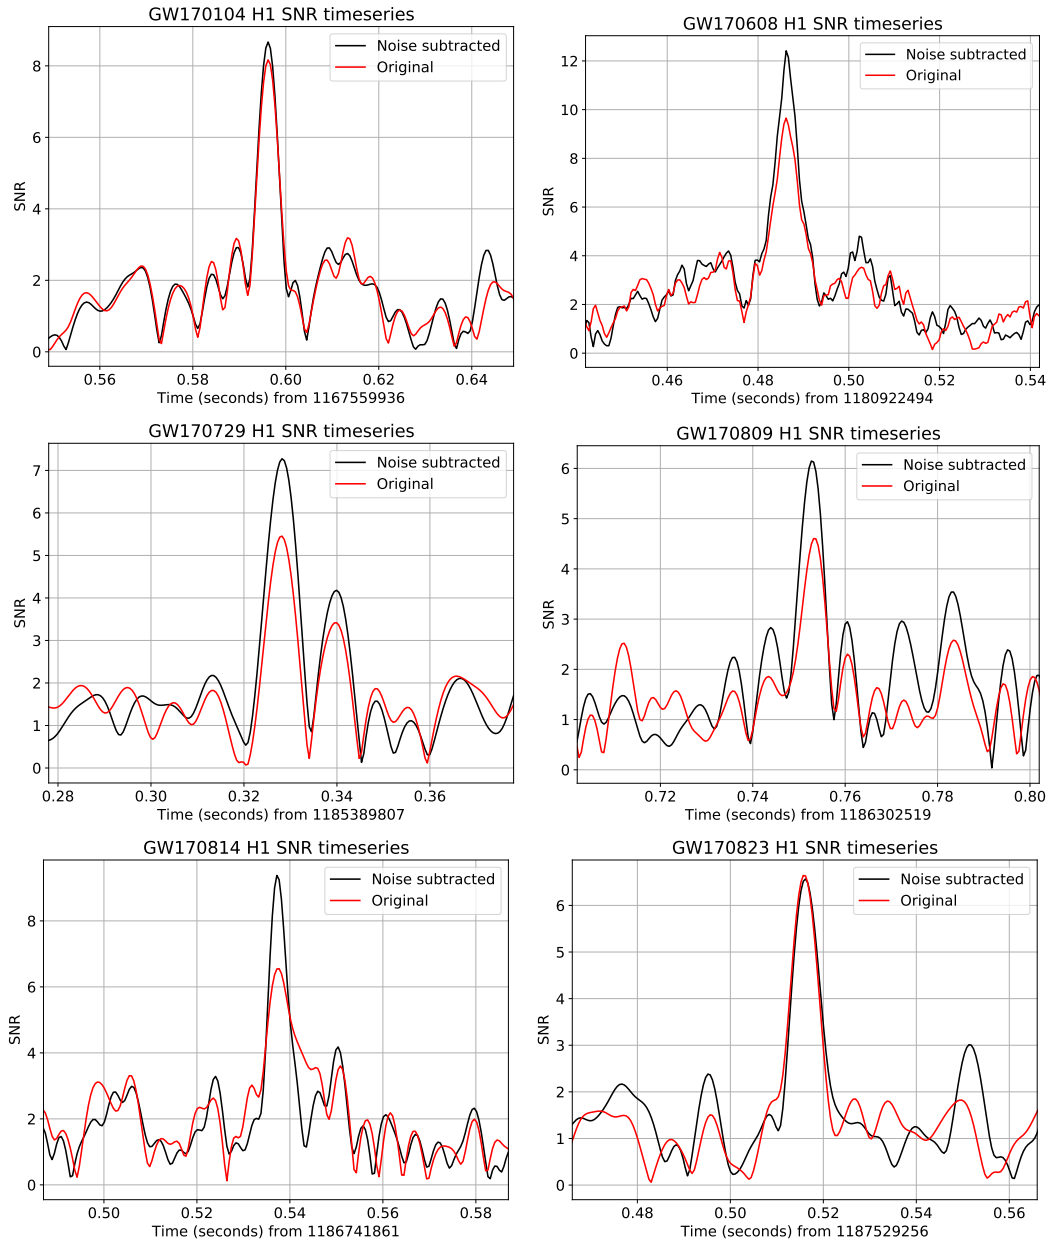 GW170104 H1 SNR timeseries
Noise subtracted
Original
SNR
8
6
4
2
0
0.56 0.58 0.60 0.62 0.64
Time (seconds) from 1167559936
GW170608 H1 SNR timeseries
Noise subtracted
Original
SNR
12
10
8
6
4
2
0
0.46 0.48 0.50 0.52 0.54
Time (seconds) from 1180922494
GW170729 H1 SNR timeseries
Noise subtracted
Original
SNR
7
6
5
4
3
2
1
0
0.28 0.30 0.32 0.34 0.36
Time (seconds) from 1185389807
GW170809 H1 SNR timeseries
Noise subtracted
Original
SNR
6
5
4
3
2
1
0
0.72 0.74 0.76 0.78 0.80
Time (seconds) from 1186302519
GW170814 H1 SNR timeseries
Noise subtracted
Original
SNR
8
6
4
2
0
0.50 0.52 0.54 0.56 0.58
Time (seconds) from 1186741861
GW170823 H1 SNR timeseries
Noise subtracted
Original
SNR
6
5
4
3
2
1
0
0.48 0.50 0.52 0.54 0.56
Time (seconds) from 1187529256